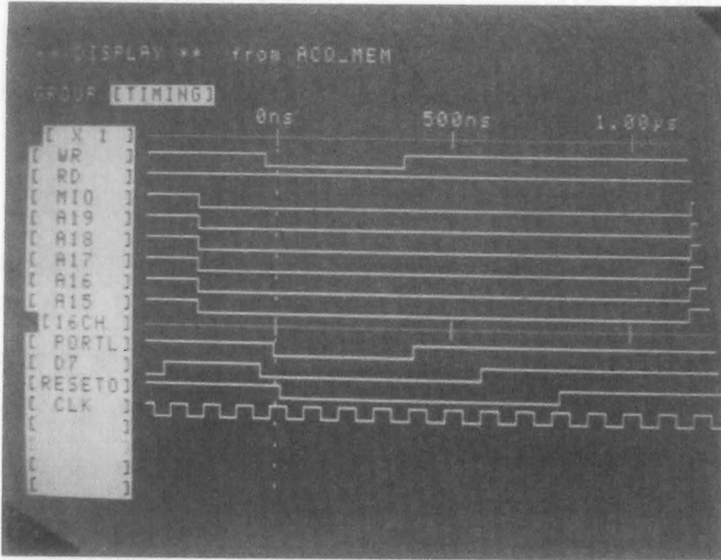 ** DISPLAY ** from ACQ_MEM
GROUP [TIMING]
0ns 500ns 1.00µs
[ X 1 ]
[ WR ]
[ RD ]
[ MIO ]
[ A19 ]
[ A18 ]
[ A17 ]
[ A16 ]
[ A15 ]
[16CH ]
[ PORTL]
[ D7 ]
[RESETO]
[ CLK ]
[ ]
[ ]
[ ]